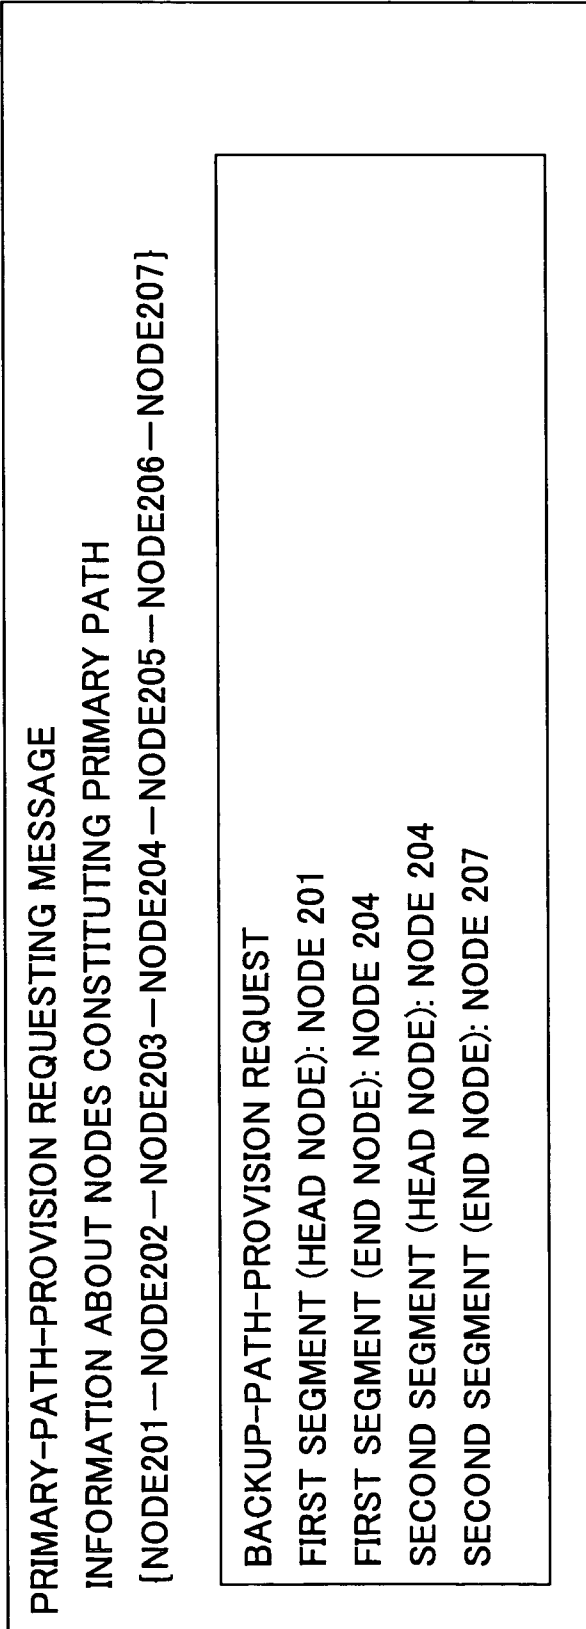 PRIMARY-PATH-PROVISION REQUESTING MESSAGE
INFORMATION ABOUT NODES CONSTITUTING PRIMARY PATH
{NODE201—NODE202—NODE203—NODE204—NODE205—NODE206—NODE207}
BACKUP-PATH-PROVISION REQUEST
FIRST SEGMENT (HEAD NODE): NODE 201
FIRST SEGMENT (END NODE): NODE 204
SECOND SEGMENT (HEAD NODE): NODE 204
SECOND SEGMENT (END NODE): NODE 207